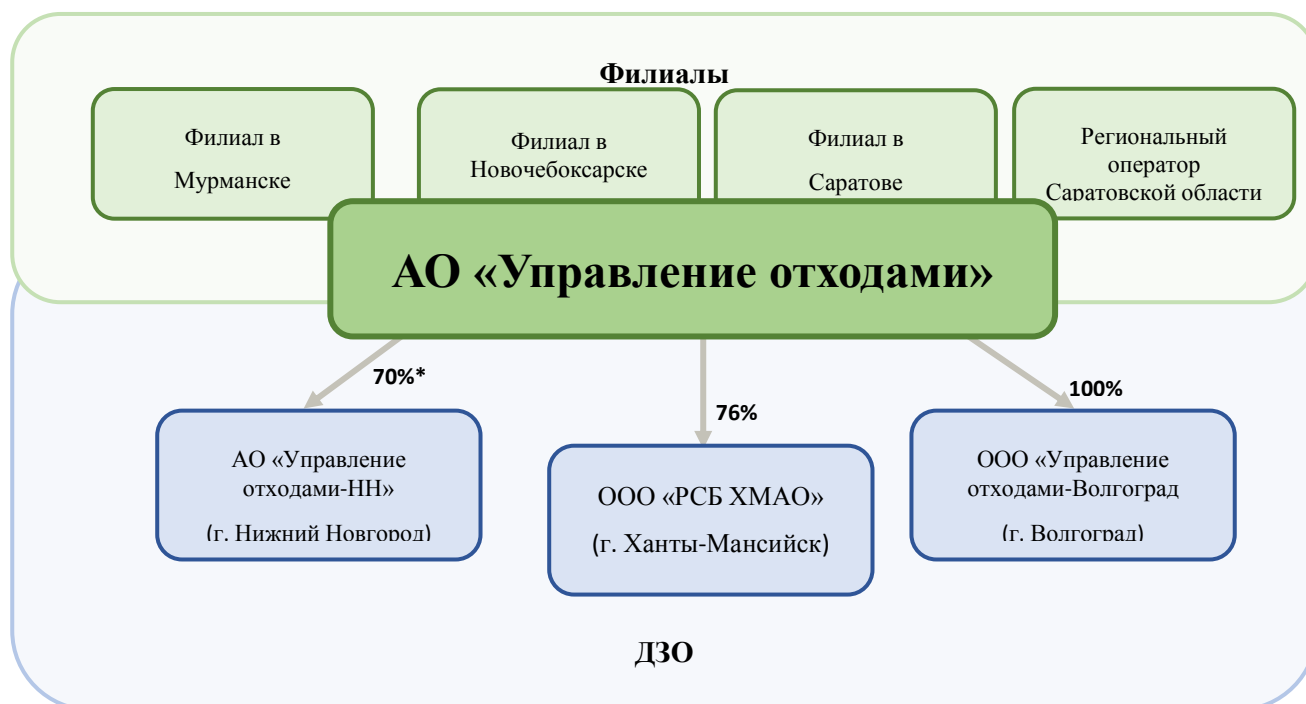 Филиалы
Филиал в
Мурманске
Филиал в
Новочебоксарске
Филиал в
Саратове
Региональный
оператор
Саратовской области
АО «Управление отходами»
70%*
76%
100%
АО «Управление
отходами-НН»
(г. Нижний Новгород)
ООО «РСБ ХМАО»
(г. Ханты-Мансийск)
ООО «Управление
отходами-Волгоград
(г. Волгоград)
ДЗО